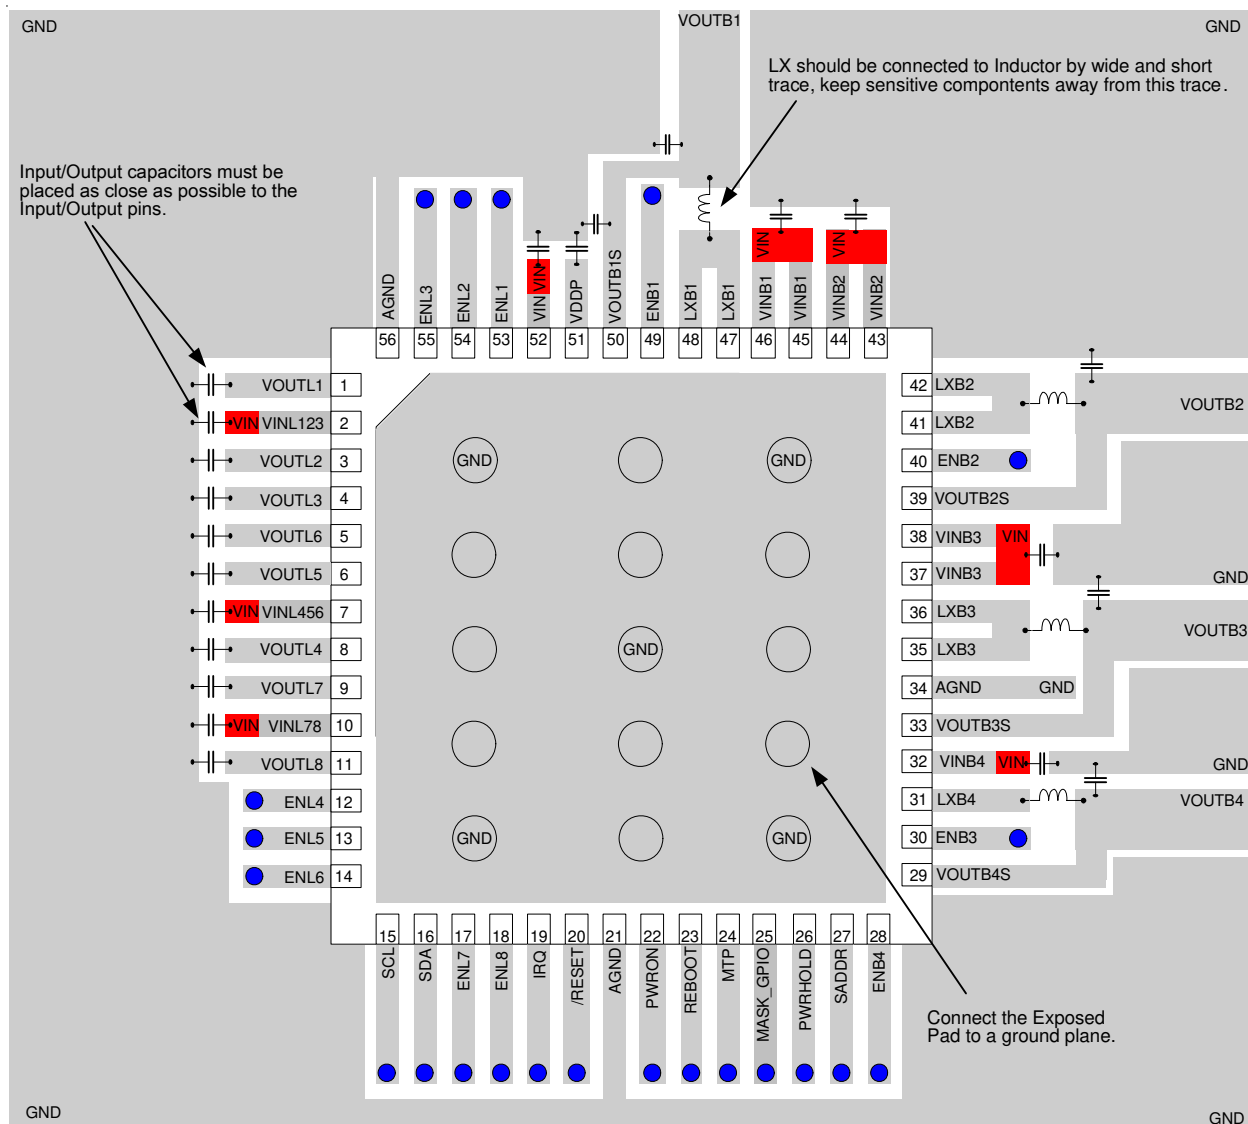 GND
VOUTB1
GND
LX should be connected to Inductor by wide and short
trace, keep sensitive compontents away from this trace.
Input/Output capacitors must be
placed as close as possible to the
Input/Output pins.
AGND
ENL3
ENL2
ENL1
VIN VIN
VDDP
VOUTB1S
ENB1
LXB1
LXB1
VINB1
VIN
VINB1
VINB2
VIN
VINB2
56 55 54 53 52 51 50 49 48 47 46 45 44 43
VOUTL1 1
VIN VINL123 2
VOUTL2 3
VOUTL3 4
VOUTL6 5
VOUTL5 6
VIN VINL456 7
VOUTL4 8
VOUTL7 9
VIN VINL78 10
VOUTL8 11
ENL4 12
ENL5 13
ENL6 14
GND GND
GND
GND GND
42 LXB2
VOUTB2
41 LXB2
40 ENB2
39 VOUTB2S
38 VINB3 VIN
37 VINB3
GND
36 LXB3
VOUTB3
35 LXB3
34 AGND GND
33 VOUTB3S
32 VINB4 VIN
GND
31 LXB4
VOUTB4
30 ENB3
29 VOUTB4S
15 16 17 18 19 20 21 22 23 24 25 26 27 28
SCL
SDA
ENL7
ENL8
IRQ
/RESET
AGND
PWRON
REBOOT
MTP
MASK_GPIO
PWRHOLD
SADDR
ENB4
Connect the Exposed
Pad to a ground plane.
GND
GND